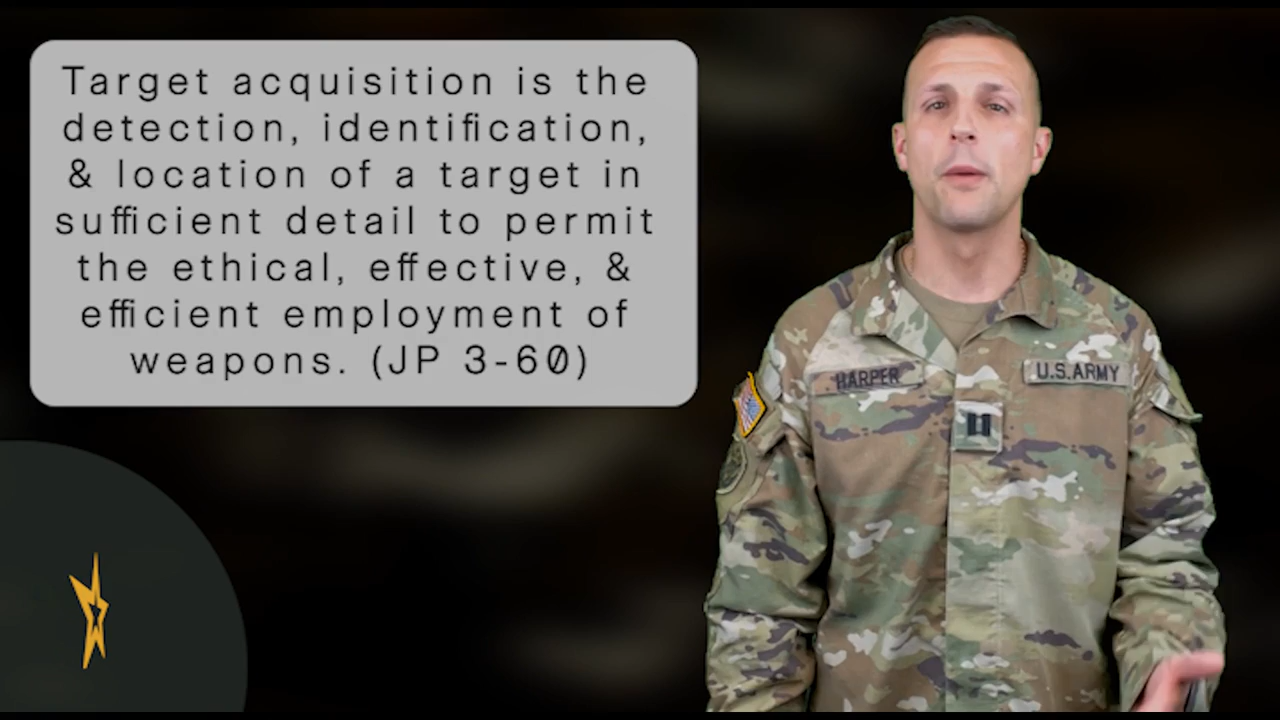 Target acquisition is the
detection, identification,
& location of a target in
sufficient detail to permit
the ethical, effective, &
efficient employment of
weapons. (JP 3-60)
HARPER
U.S.ARMY